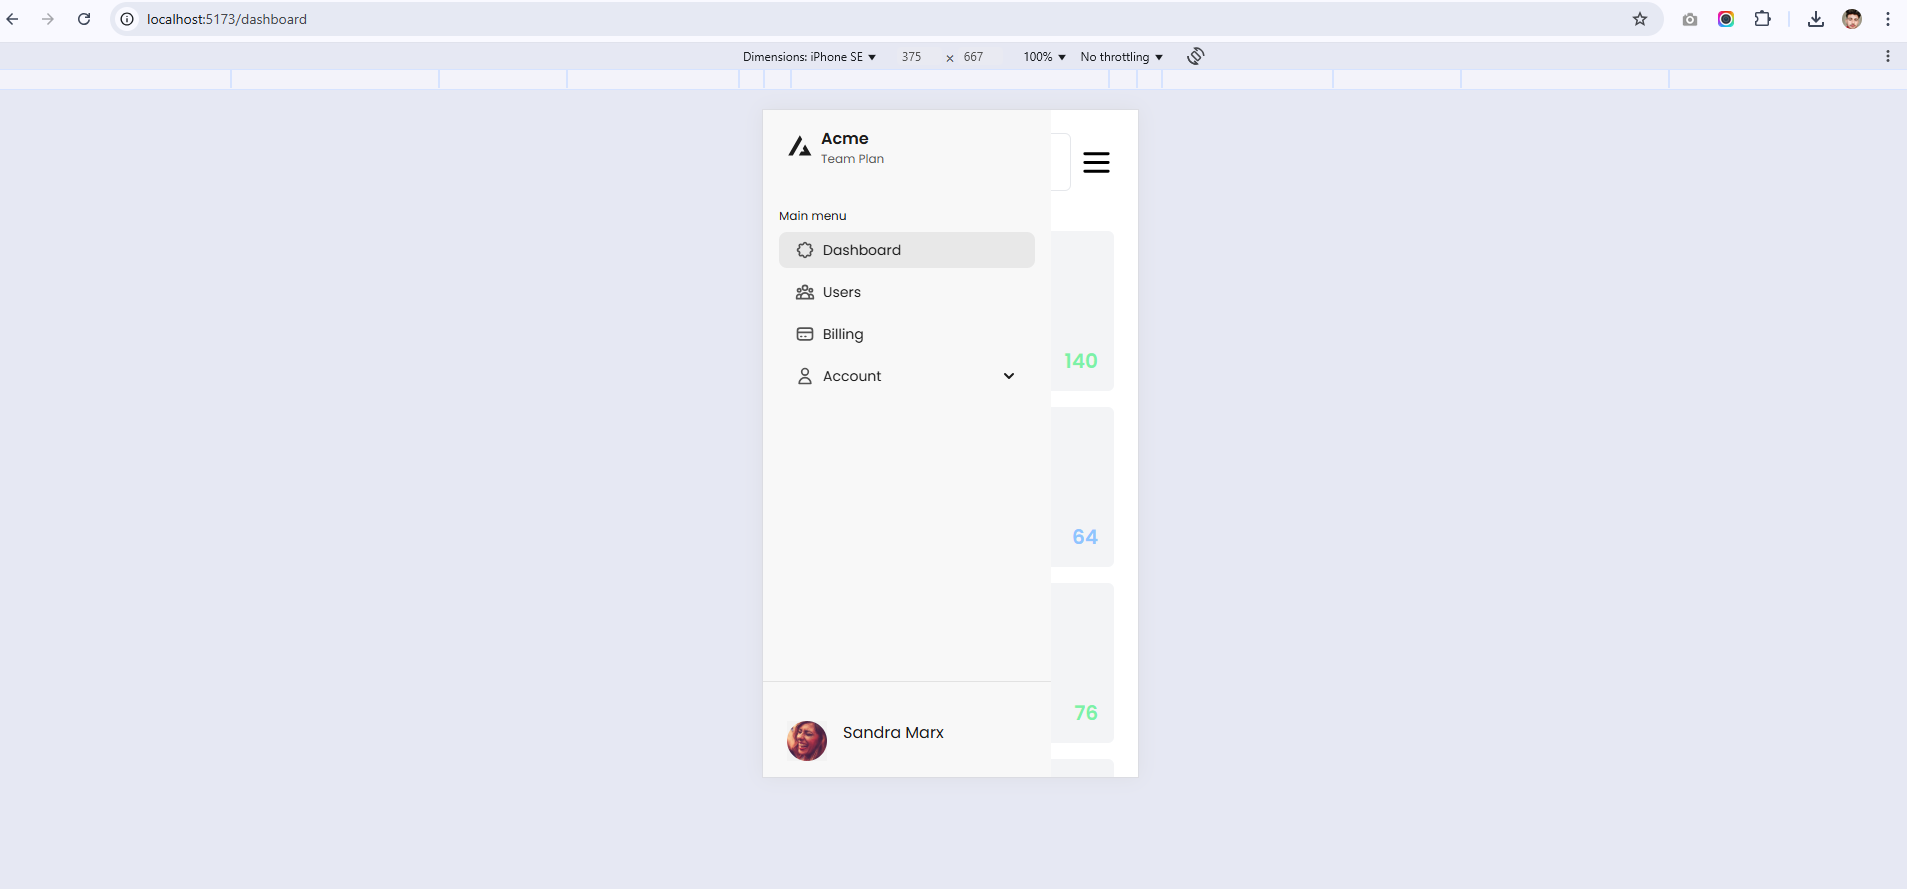 localhost:5173/dashboard
Dimensions: iPhone SE 375 × 667 100% No throttling
Acme
Team Plan
Main menu
Dashboard
Users
Billing
Account
140
64
76
Sandra Marx